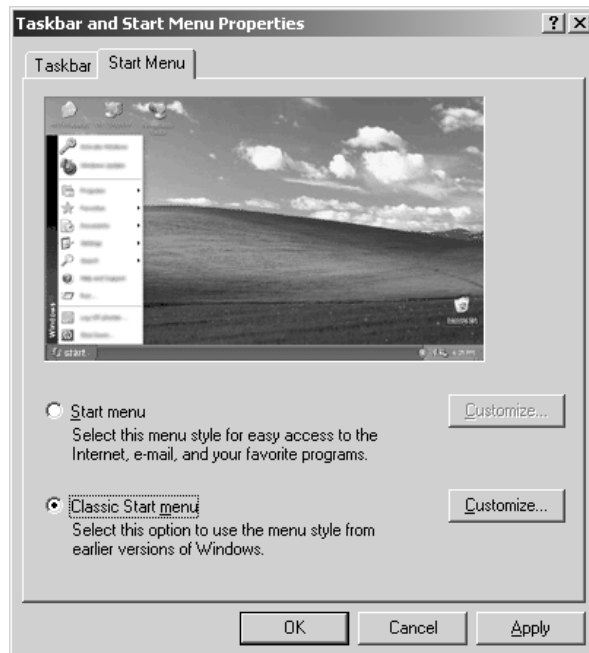 Taskbar and Start Menu Properties
Taskbar
Start Menu
Windows
start
Start menu
Customize...
Select this menu style for easy access to the
Internet, e-mail, and your favorite programs.
Classic Start menu
Customize...
Select this option to use the menu style from
earlier versions of Windows.
OK
Cancel
Apply